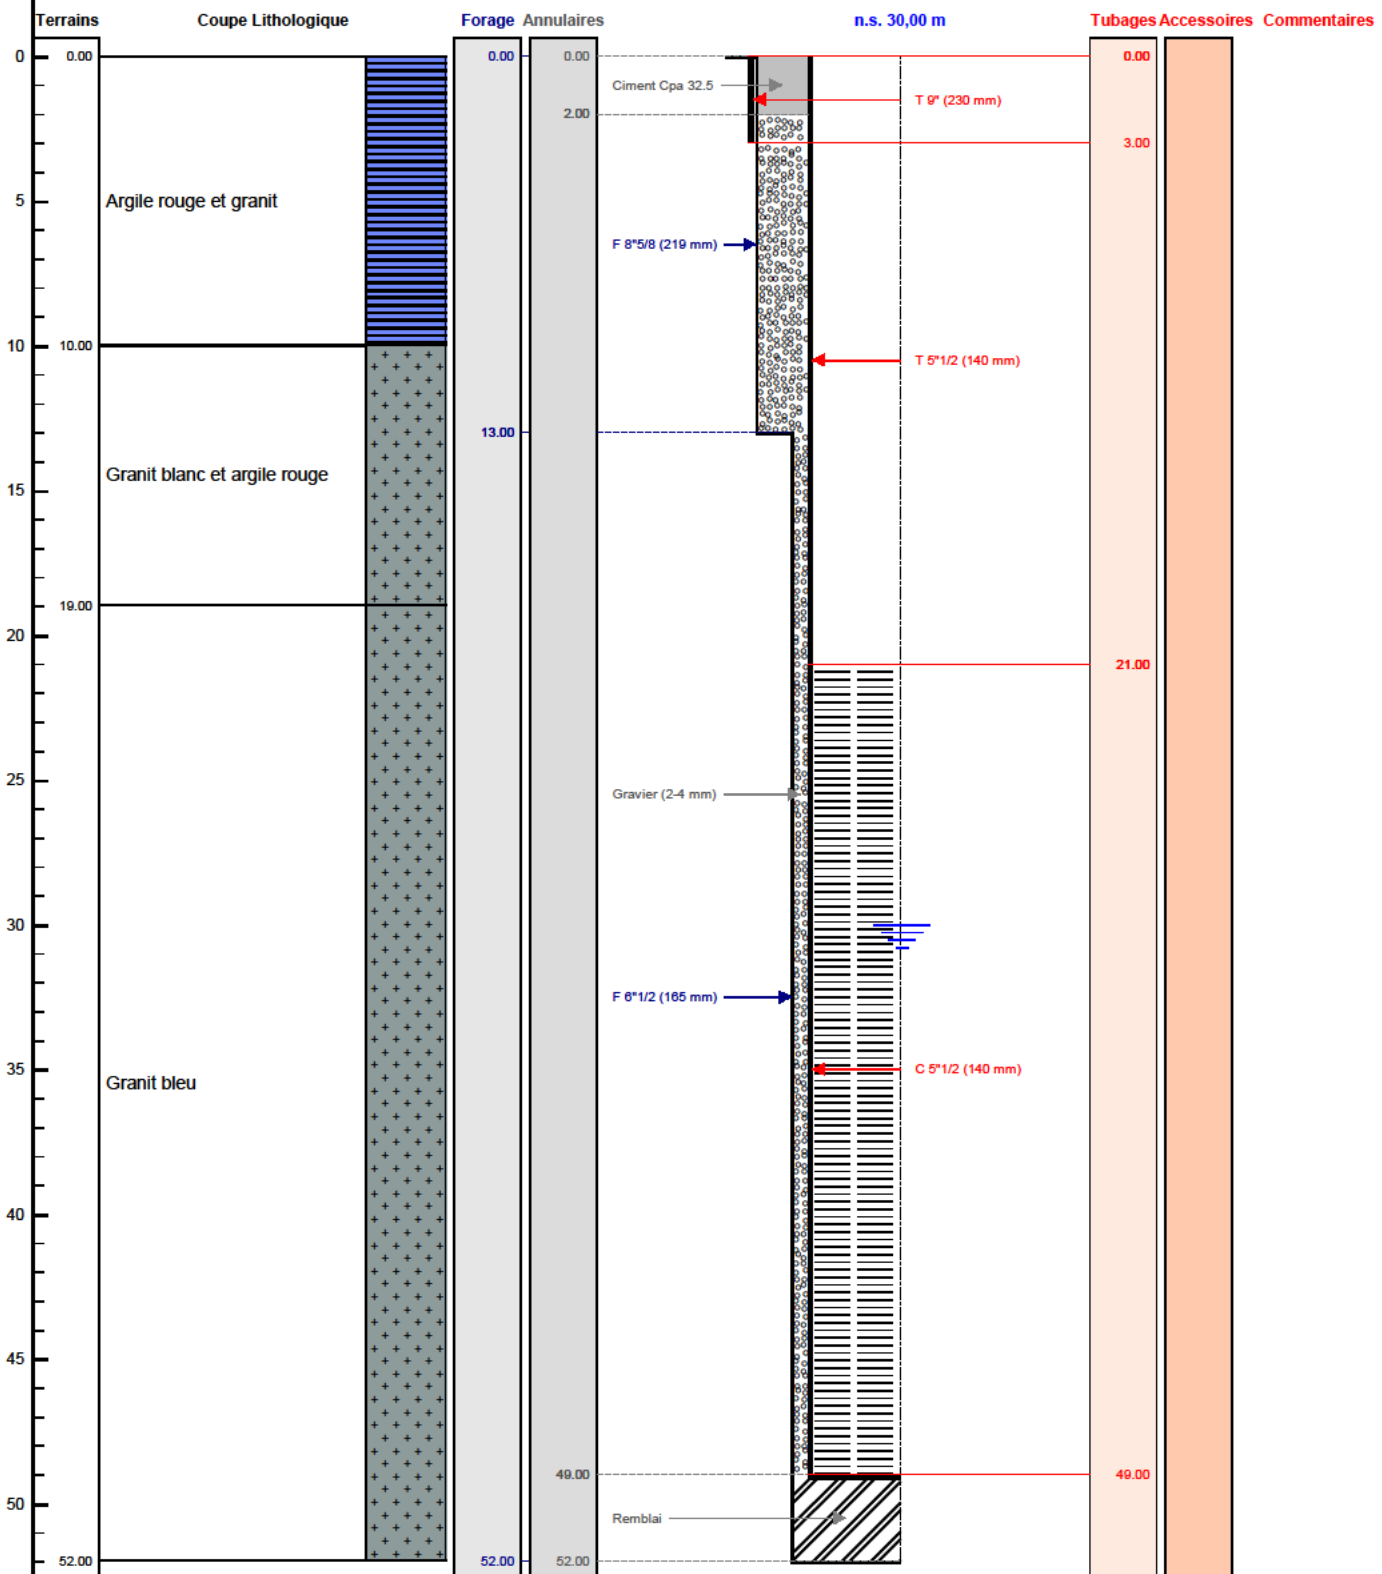 Terrains Coupe Lithologique Forage Annulaires n.s. 30,00 m Tubages Accessoires Commentaires
0 0.00 0.00 0.00 0.00
Ciment Cpa 32.5
T 9" (230 mm)
2.00
3.00
5 Argile rouge et granit
F 8"5/8 (219 mm)
10 10.00
T 5"1/2 (140 mm)
13.00
Granit blanc et argile rouge
15
19.00
20
21.00
25
Gravier (2-4 mm)
30
F 6"1/2 (165 mm)
35 C 5"1/2 (140 mm)
Granit bleu
40
45
49.00 49.00
50
Remblai
52.00 52.00 52.00